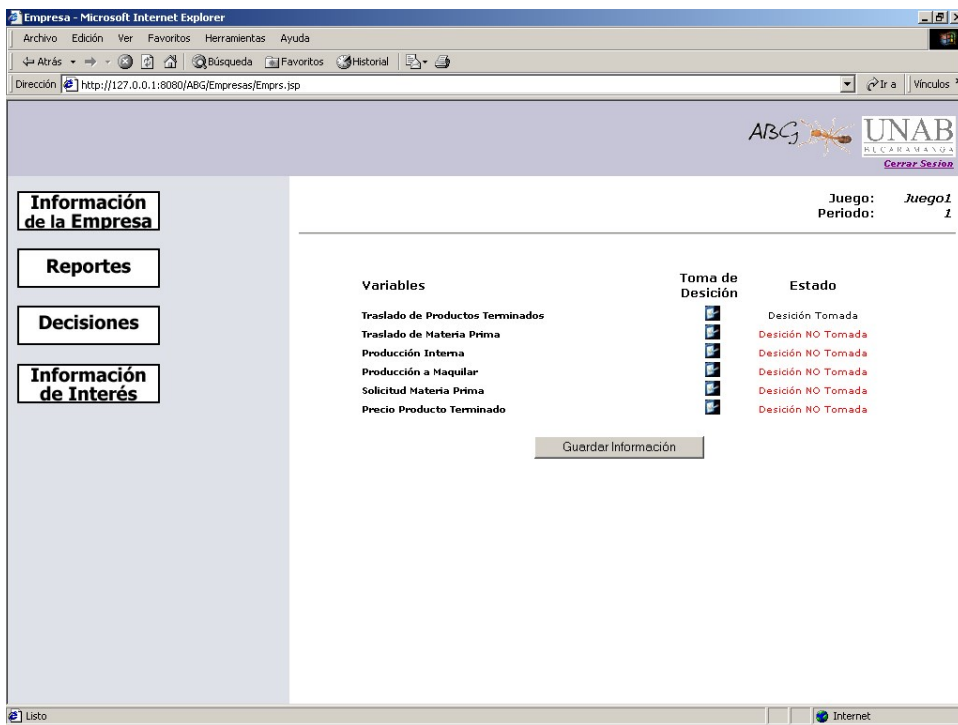 Empresa - Microsoft Internet Explorer
Archivo Edición Ver Favoritos Herramientas Ayuda
Atrás Búsqueda Favoritos Historial
Dirección http://127.0.0.1:8080/ABG/Empresas/Emprs.jsp Ir a Vínculos
ABG UNAB
BUCARAMANGA
Cerrar Sesion
Información
de la Empresa
Reportes
Decisiones
Información
de Interés
Juego: Juego1
Periodo: 1
Variables Toma de Desición Estado
Traslado de Productos Terminados Desición Tomada
Traslado de Materia Prima Desición NO Tomada
Producción Interna Desición NO Tomada
Producción a Maquilar Desición NO Tomada
Solicitud Materia Prima Desición NO Tomada
Precio Producto Terminado Desición NO Tomada
Guardar Información
Listo Internet